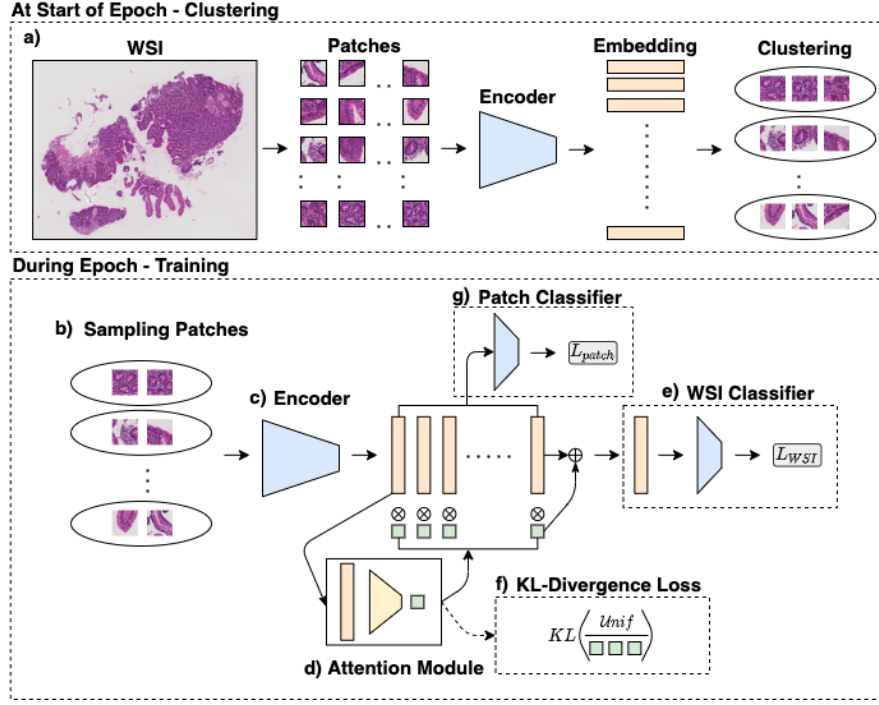 At Start of Epoch - Clustering
a)
WSI
Patches
Encoder
Embedding
Clustering
During Epoch - Training
b) Sampling Patches
c) Encoder
g) Patch Classifier
L_patch
e) WSI Classifier
L_WSI
d) Attention Module
f) KL-Divergence Loss
KL( Unif )